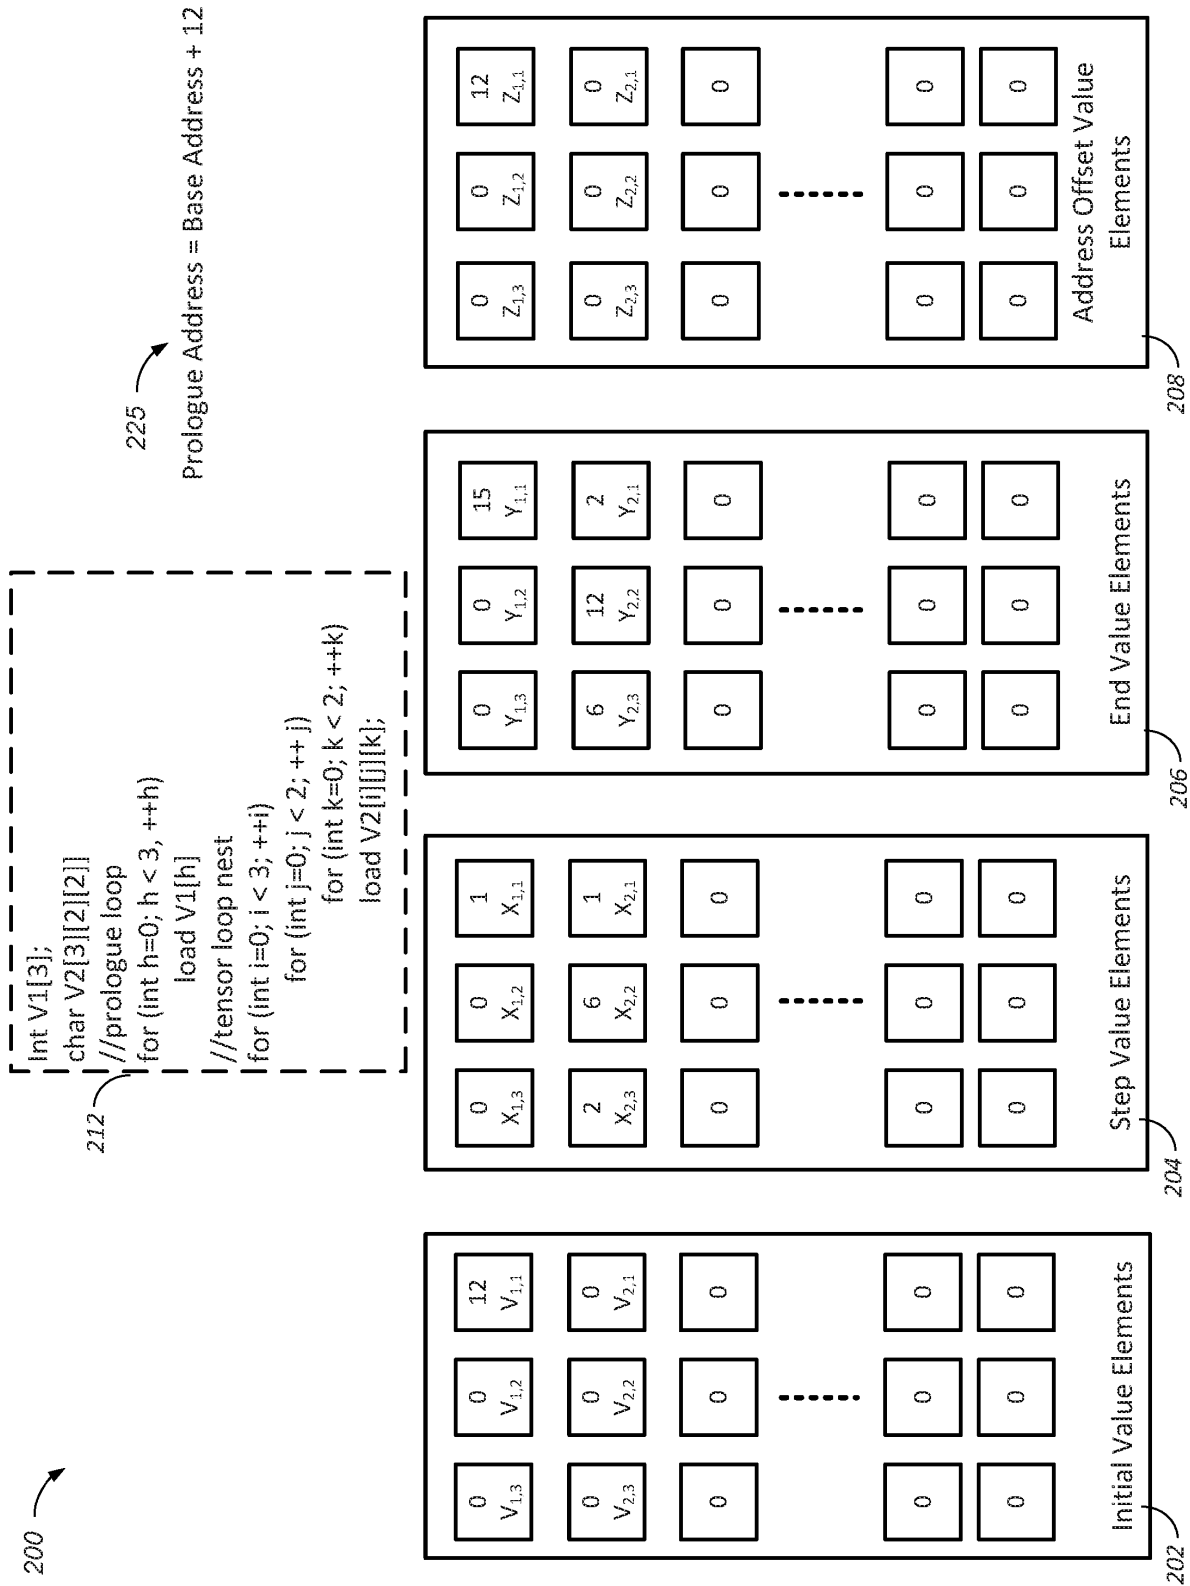 200
212
Int V1[3];
char V2[3][2][2]]
//prologue loop
for (int h=0; h < 3, ++h)
load V1[h]
//tensor loop nest
for (int i=0; i < 3; ++i)
for (int j=0; j < 2; ++ j)
for (int k=0; k < 2; ++k)
load V2[i][j][k];
225
Prologue Address = Base Address + 12
0 0 12
V1,3 V1,2 V1,1
0 0 0
V2,3 V2,2 V2,1
0 0 0
0 0 0
0 0 0
Initial Value Elements
202
0 0 1
X1,3 X1,2 X1,1
2 6 1
X2,3 X2,2 X2,1
0 0 0
0 0 0
0 0 0
Step Value Elements
204
0 0 15
Y1,3 Y1,2 Y1,1
6 12 2
Y2,3 Y2,2 Y2,1
0 0 0
0 0 0
0 0 0
End Value Elements
206
0 0 12
Z1,3 Z1,2 Z1,1
0 0 0
Z2,3 Z2,2 Z2,1
0 0 0
0 0 0
0 0 0
Address Offset Value
Elements
208